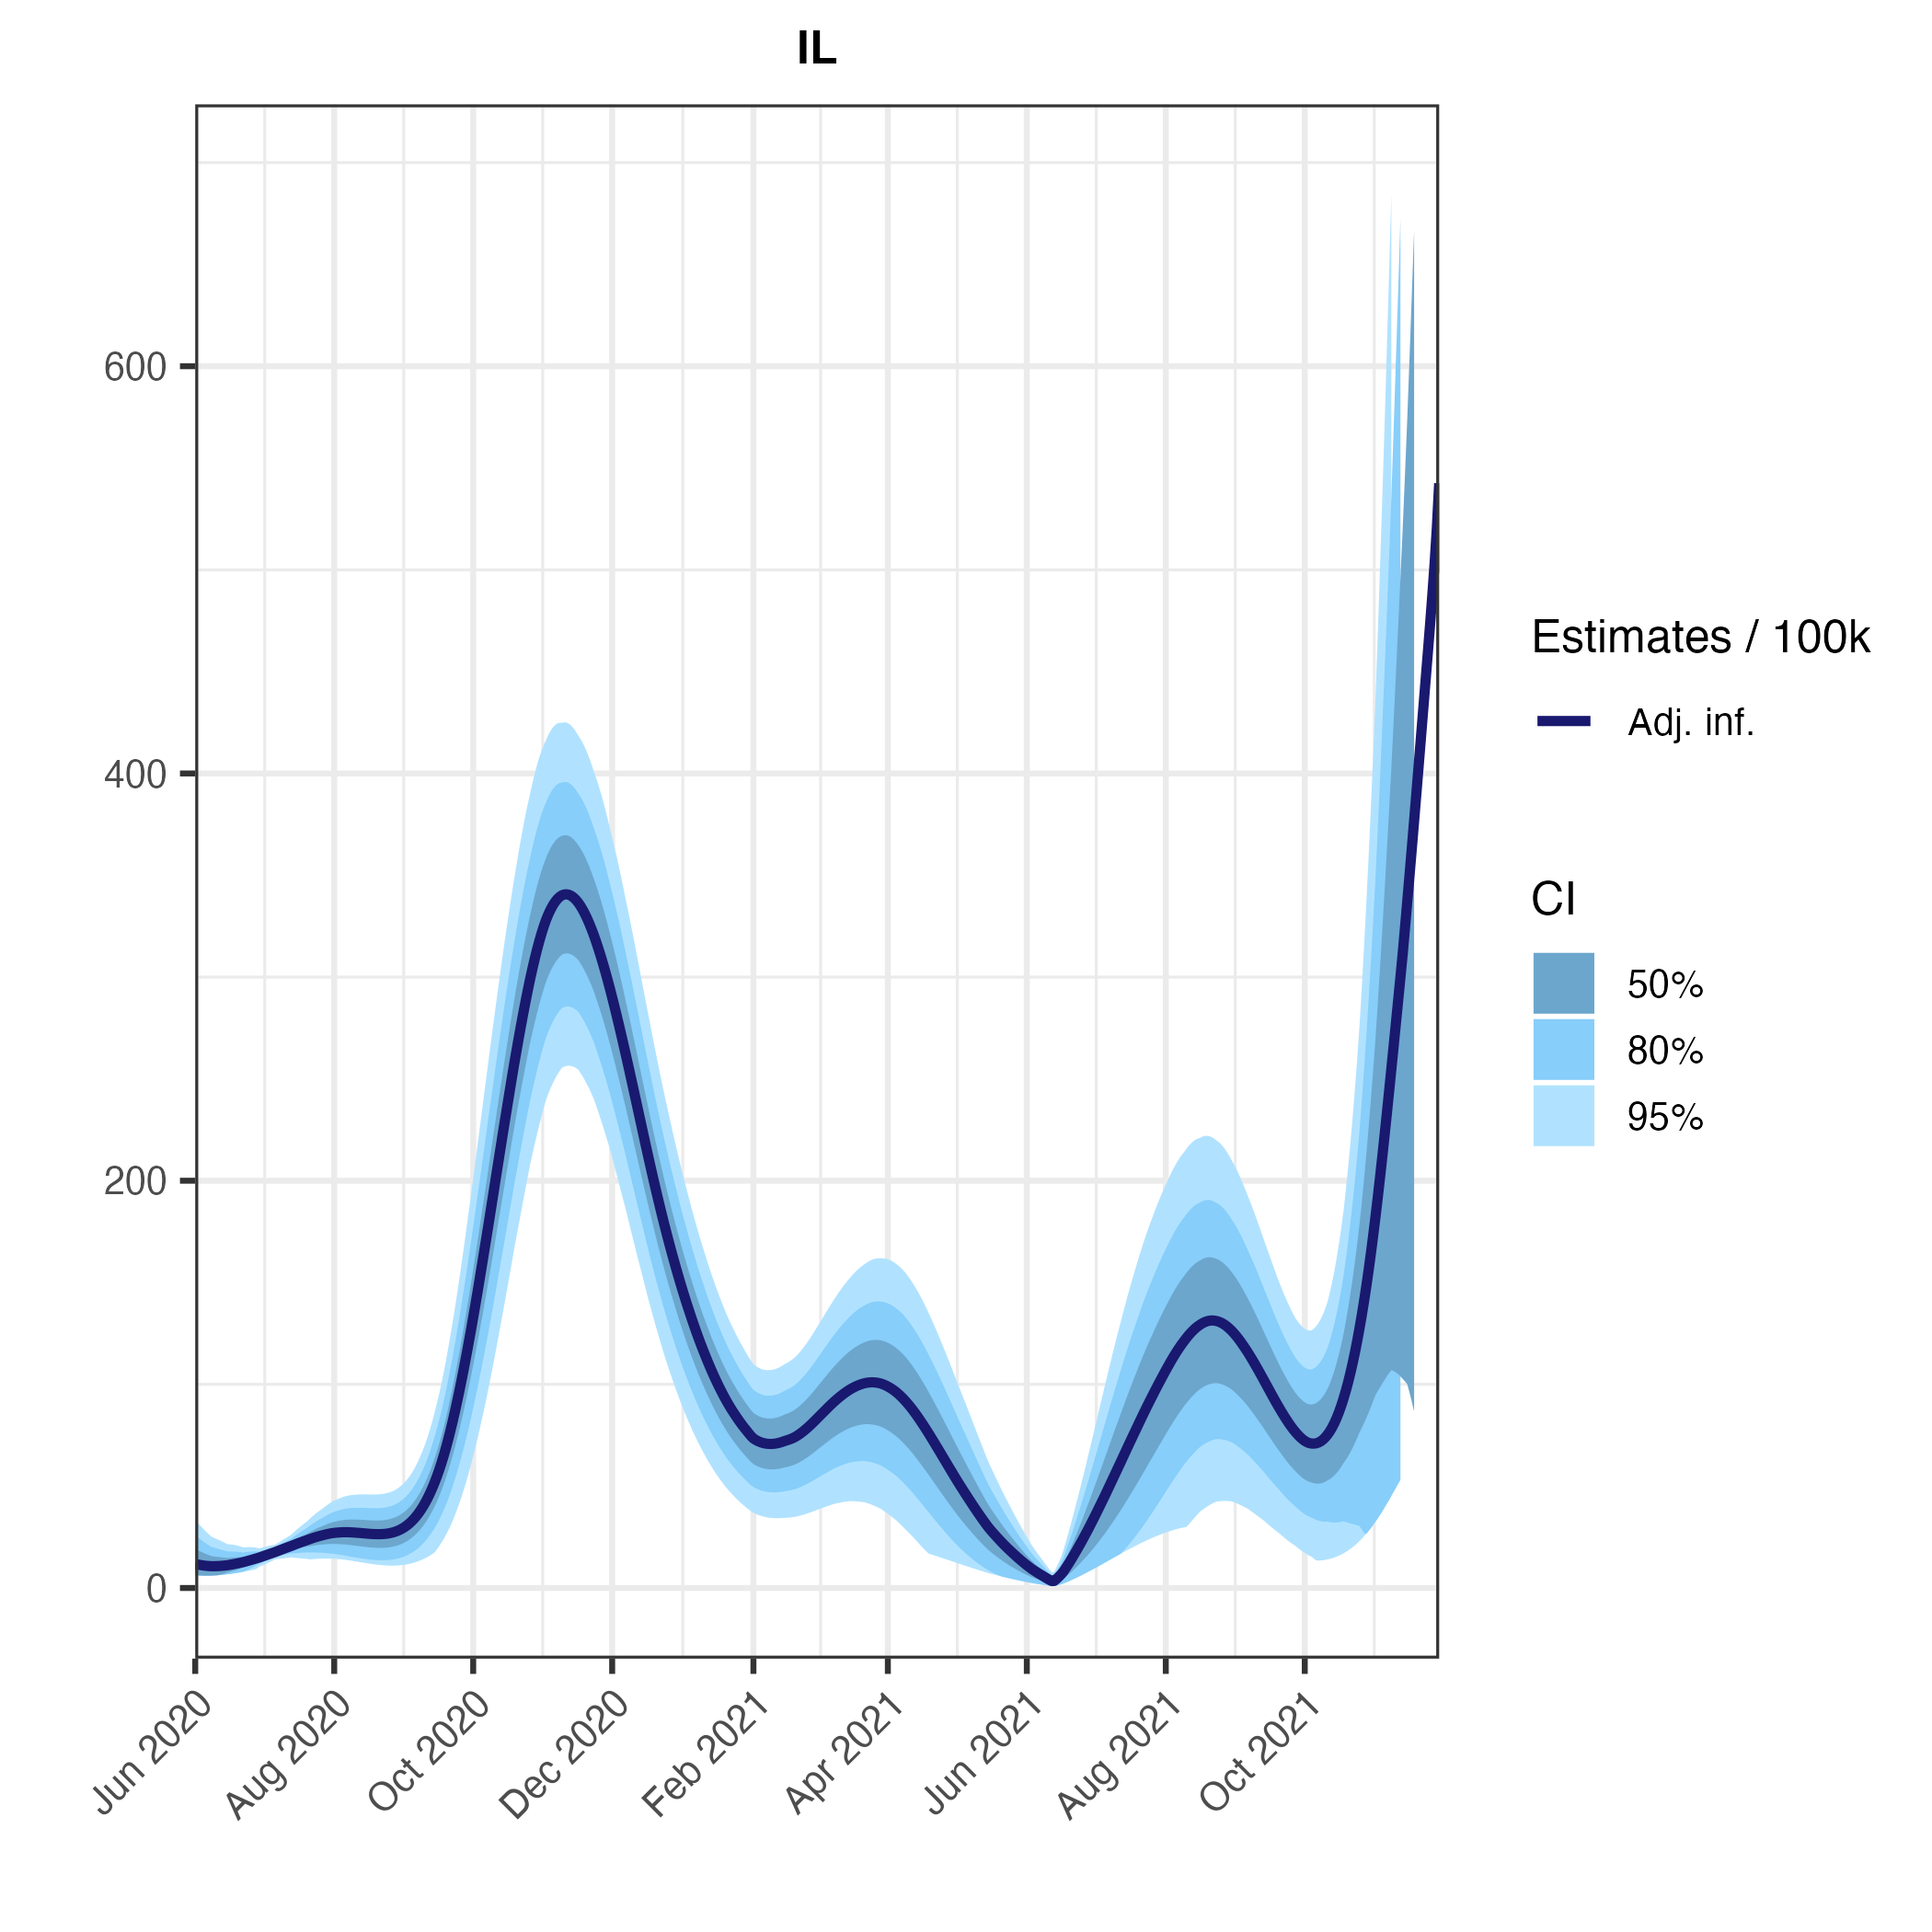 IL
600
400
200
0
Jun 2020
Aug 2020
Oct 2020
Dec 2020
Feb 2021
Apr 2021
Jun 2021
Aug 2021
Oct 2021
Estimates / 100k
Adj. inf.
CI
50%
80%
95%